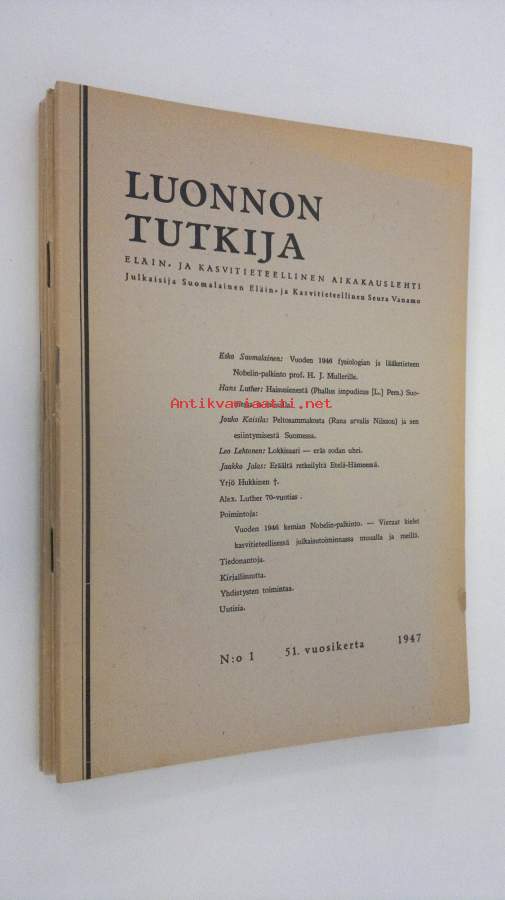 LUONNON
TUTKIJA
ELÄIN- JA KASVITIETEELLINEN AIKAKAUSLEHTI
Julkaisija Suomalainen Eläin- ja Kasvitieteellinen Seura Vanamo
Esko Suomalainen: Vuoden 1946 fysiologian ja lääketieteen
Nobelin-palkinto prof. H. J. Mullerille.
Hans Luther: Haisusienestä (Phallus impudicus [L.] Pers.) Suo-
Antikvariaatti.net
Jouko Kaisila: Peltosammakosta (Rana arvalis Nilsson) ja sen
esiintymisestä Suomessa.
Leo Lehtonen: Lokkisaari — eräs sodan uhri.
Jaakko Jalas: Eräältä retkeilyltä Etelä-Hämeessä.
Yrjö Hukkinen †.
Alex. Luther 70-vuotias.
Poimintoja:
Vuoden 1946 kemian Nobelin-palkinto. — Vieraat kielet
kasvitieteellisessä julkaisutoiminnassa muualla ja meillä.
Tiedonantoja.
Kirjallisuutta.
Yhdistysten toimintaa.
Uutisia.
N:o 1 51. vuosikerta 1947